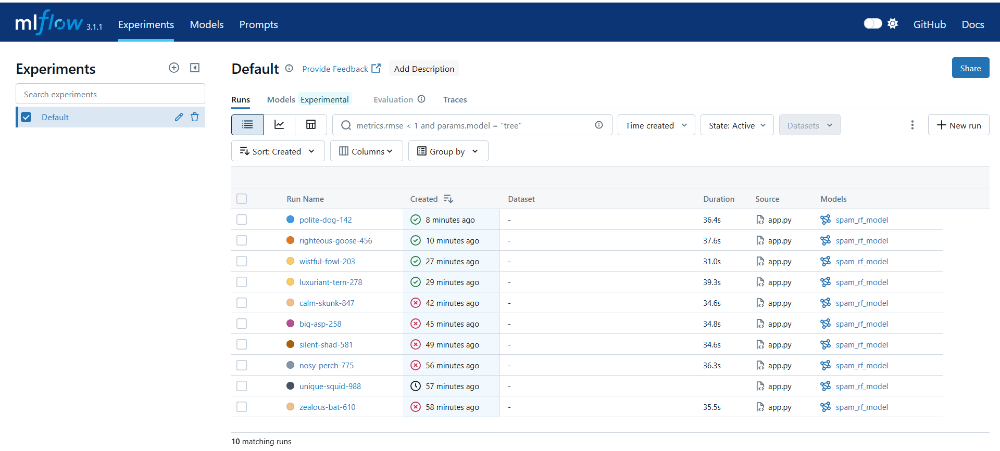 mlflow 3.1.1 Experiments Models Prompts GitHub Docs
Experiments
Search experiments
Default
Default Provide Feedback Add Description Share
Runs Models Experimental Evaluation Traces
metrics.rmse < 1 and params.model = "tree" Time created State: Active Datasets New run
Sort: Created Columns Group by
Run Name Created Dataset Duration Source Models
polite-dog-142 8 minutes ago - 36.4s app.py spam_rf_model
righteous-goose-456 10 minutes ago - 37.6s app.py spam_rf_model
wistful-fowl-203 27 minutes ago - 31.0s app.py spam_rf_model
luxuriant-tern-278 29 minutes ago - 39.3s app.py spam_rf_model
calm-skunk-847 42 minutes ago - 34.6s app.py spam_rf_model
big-asp-258 45 minutes ago - 34.8s app.py spam_rf_model
silent-shad-581 49 minutes ago - 34.6s app.py spam_rf_model
nosy-perch-775 56 minutes ago - 36.3s app.py spam_rf_model
unique-squid-988 57 minutes ago - app.py spam_rf_model
zealous-bat-610 58 minutes ago - 35.5s app.py spam_rf_model
10 matching runs